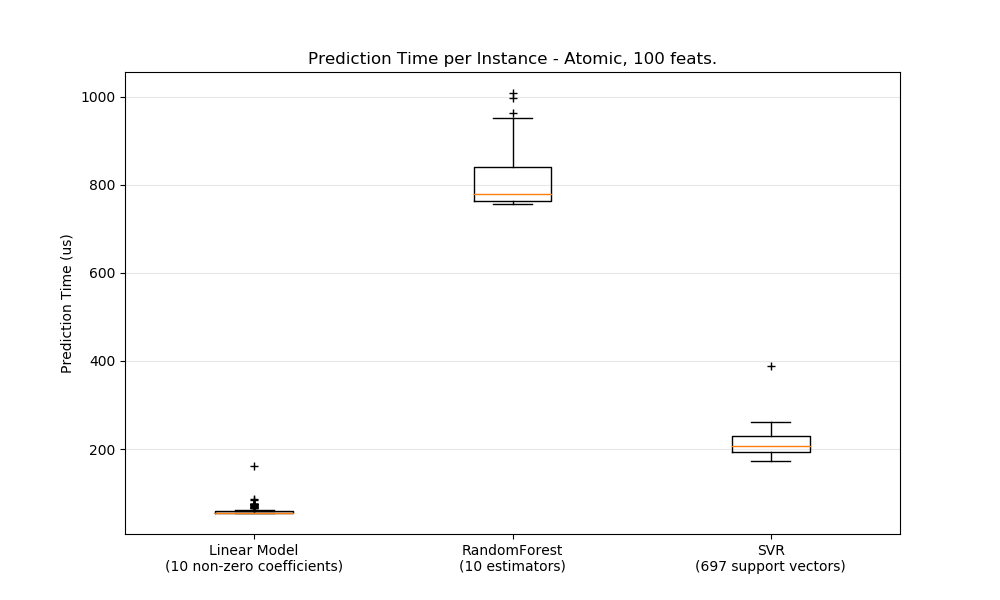 Prediction Time per Instance - Atomic, 100 feats.
1000
800
600
400
200
Prediction Time (us)
Linear Model
(10 non-zero coefficients)
RandomForest
(10 estimators)
SVR
(697 support vectors)